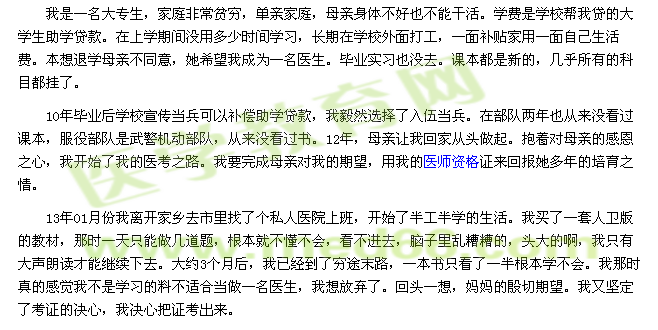 我是一名大专生，家庭非常贫穷，单亲家庭，母亲身体不好也不能干活。学费是学校帮我贷的大
学生助学贷款。在上学期间没用多少时间学习，长期在学校外面打工，一面补贴家用一面自己生活
费。本想退学母亲不同意，她希望我成为一名医生。毕业实习也没去。课本都是新的，几乎所有的科
目都挂了。
10年毕业后学校宣传当兵可以补偿助学贷款，我毅然选择了入伍当兵。在部队两年也从来没看过
课本，服役部队是武警机动部队，从来没看过书。12年，母亲让我回家从头做起。抱着对母亲的感恩
之心，我开始了我的医考之路。我要完成母亲对我的期望，用我的医师资格证来回报她多年的培育之
情。
13年01月份我离开家乡去市里找了个私人医院上班，开始了半工半学的生活。我买了一套人卫版
的教材，那时一天只能做几道题。根本就不懂不会，看不进去，脑子里乱糟糟的，头大的啊，我只有
大声朗读才能继续下去。大约3个月后，我已经到了穷途末路，一本书只看了一半根本学不会。我那时
真的感觉我不是学习的料不适合当做一名医生，我想放弃了。回头一想，妈妈的殷切期望。我又坚定
了考证的决心，我决心把证考出来。
医学教育网
www.med66.com